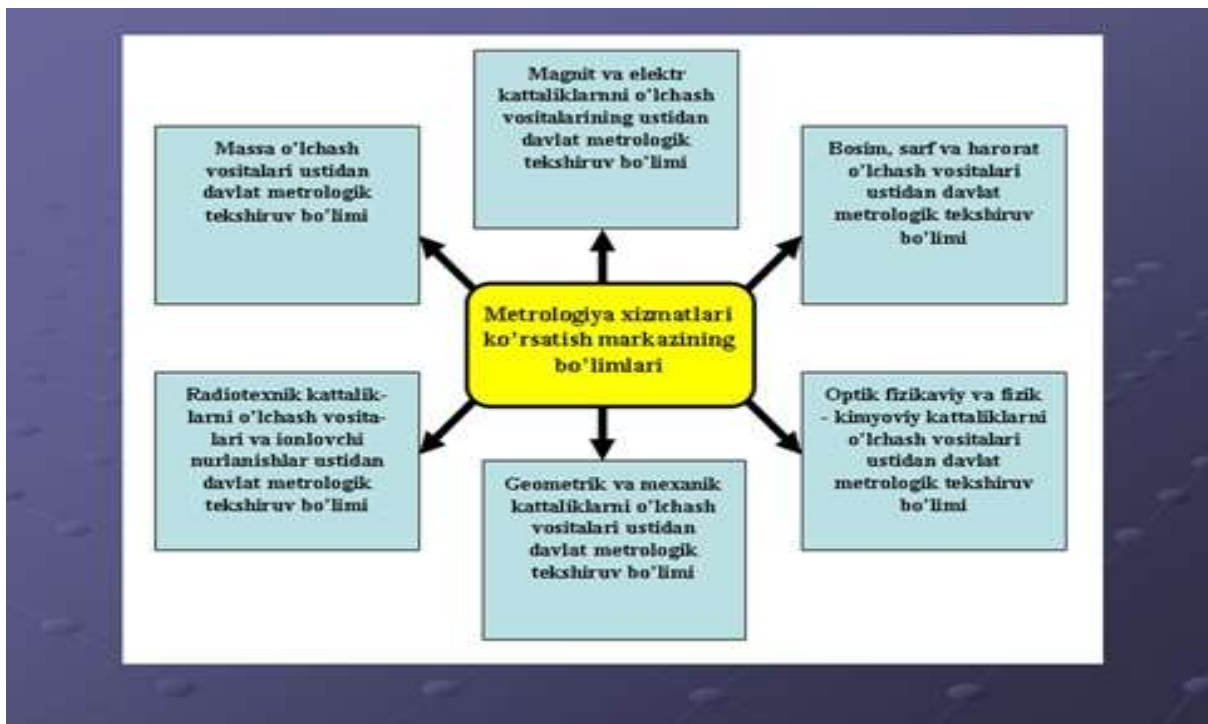 Magnit va elektr
kattaliklarnni o’lchash
vositalarining ustidan
davlat metrologik
tekshiruv bo’limi
Massa o’lchash
vositalari ustidan
davlat metrologik
tekshiruv bo’limi
Bosim, sarf va harorat
o’lchash vositalari
ustidan davlat
metrologik tekshiruv
bo’limi
Metrologiya xizmatlari
ko’rsatish markazining
bo’limlari
Radiotexnik kattalik-
larni o’lchash vosita-
lari va ionlovchi
nurlanishlar ustidan
davlat metrologik
tekshiruv bo’limi
Geometrik va mexanik
kattaliklarni o’lchash
vositalari ustidan
davlat metrologik
tekshiruv bo’limi
Optik fizikaviy va fizik
- kimyoviy kattaliklarni
o’lchash vositalari
ustidan davlat
metrologik tekshiruv
bo’limi